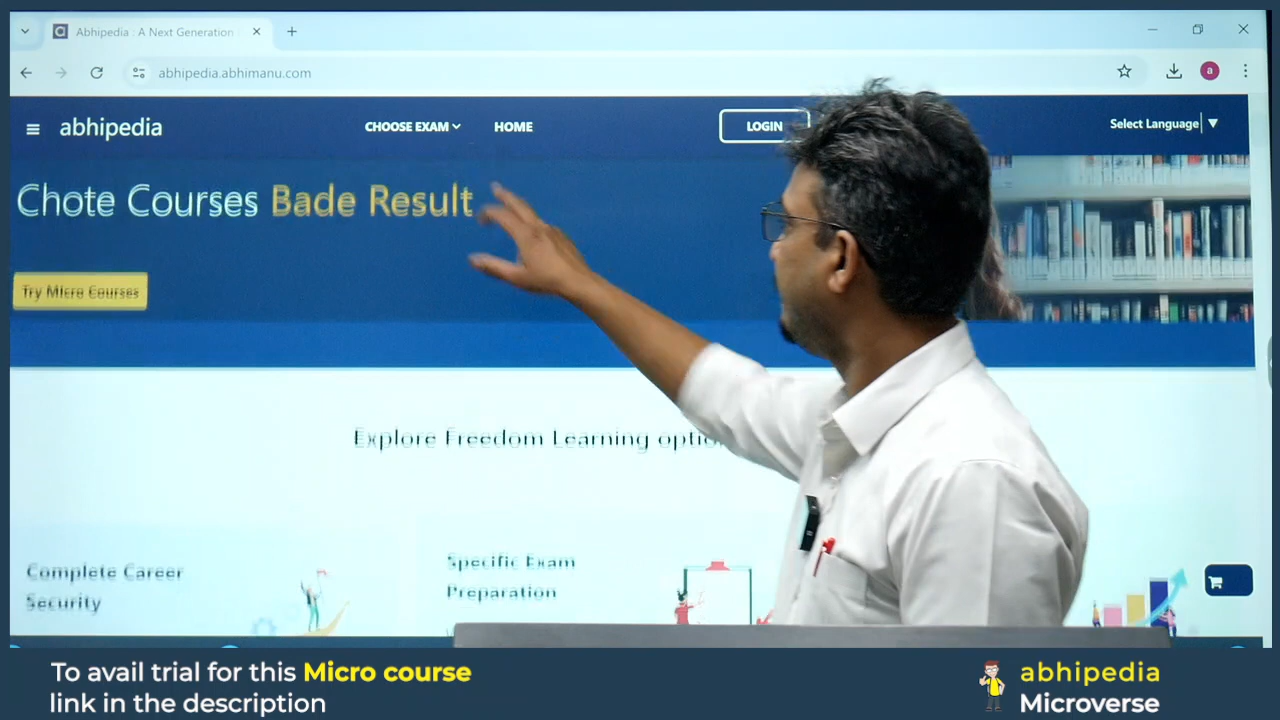 Abhipedia : A Next Generation
abhipedia.abhimanu.com
a
abhipedia
CHOOSE EXAM
HOME
LOGIN
Select Language
Chote Courses Bade Result
Try Micro Courses
Explore Freedom Learning
Complete Career
Security
Specific Exam
Preparation
To avail trial for this Micro course
link in the description
abhipedia
Microverse